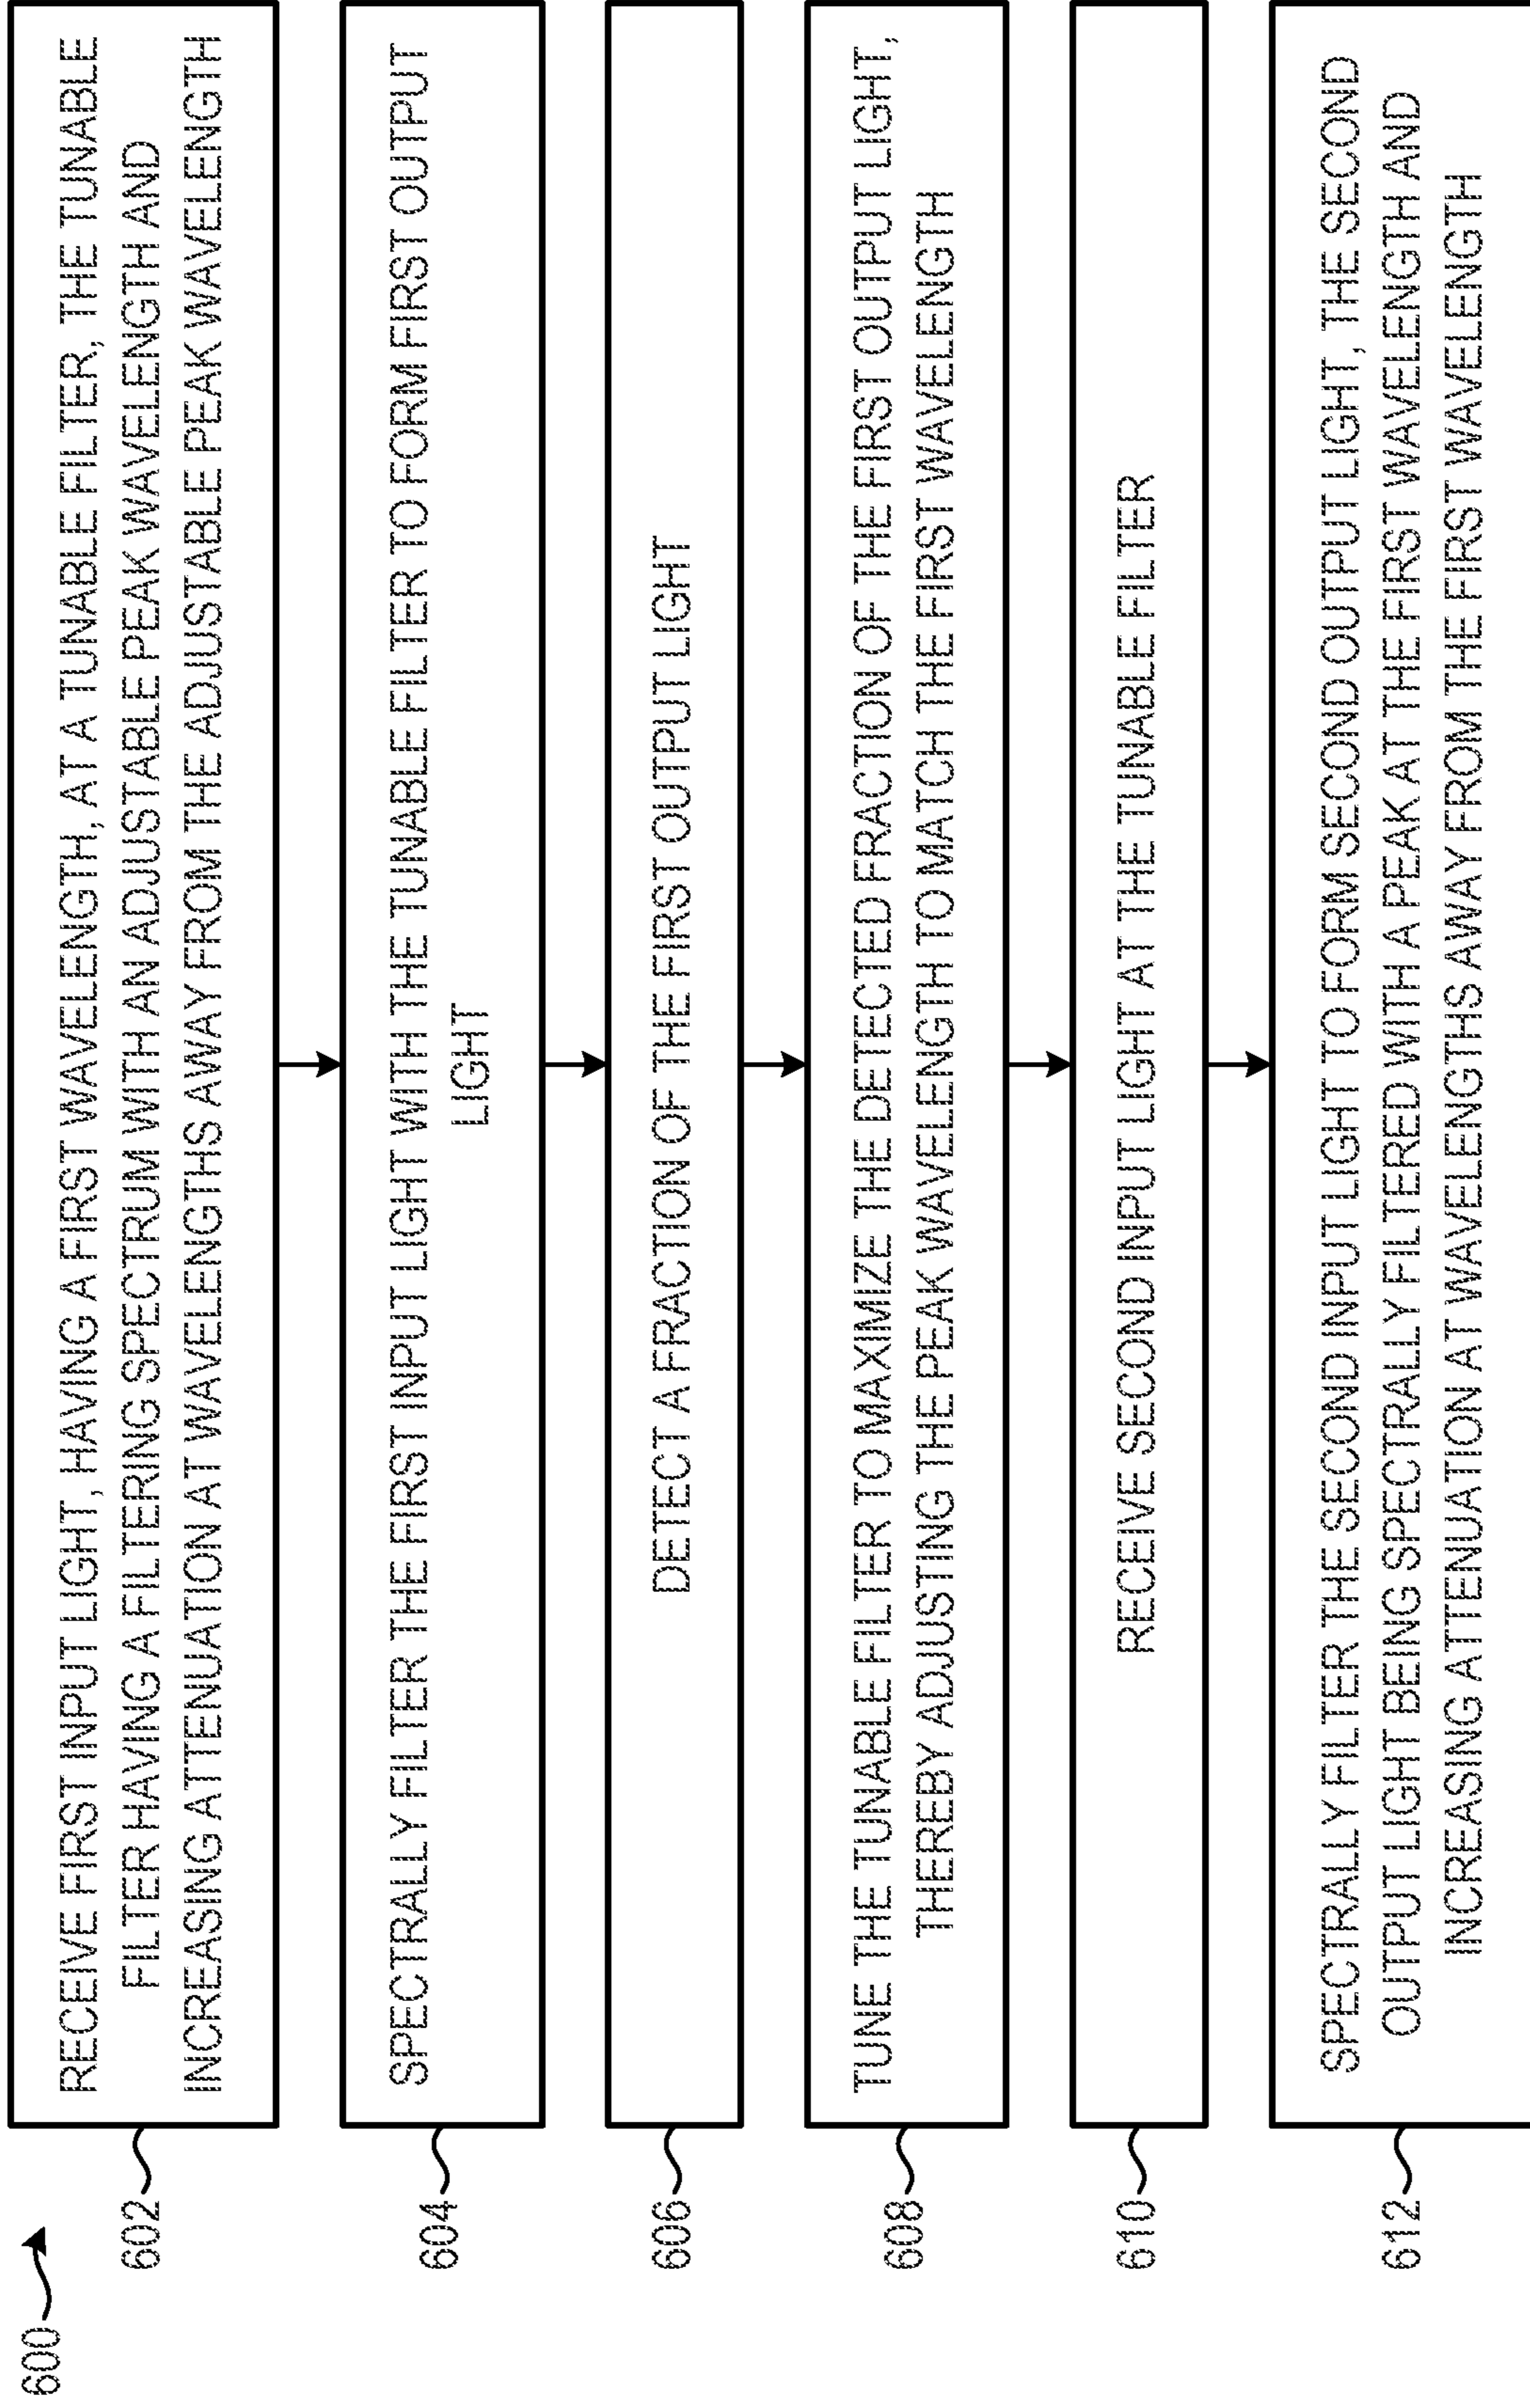 600
602
RECEIVE FIRST INPUT LIGHT, HAVING A FIRST WAVELENGTH, AT A TUNABLE FILTER, THE TUNABLE
FILTER HAVING A FILTERING SPECTRUM WITH AN ADJUSTABLE PEAK WAVELENGTH AND
INCREASING ATTENUATION AT WAVELENGTHS AWAY FROM THE ADJUSTABLE PEAK WAVELENGTH
604
SPECTRALLY FILTER THE FIRST INPUT LIGHT WITH THE TUNABLE FILTER TO FORM FIRST OUTPUT
LIGHT
606
DETECT A FRACTION OF THE FIRST OUTPUT LIGHT
608
TUNE THE TUNABLE FILTER TO MAXIMIZE THE DETECTED FRACTION OF THE FIRST OUTPUT LIGHT,
THEREBY ADJUSTING THE PEAK WAVELENGTH TO MATCH THE FIRST WAVELENGTH
610
RECEIVE SECOND INPUT LIGHT AT THE TUNABLE FILTER
612
SPECTRALLY FILTER THE SECOND INPUT LIGHT TO FORM SECOND OUTPUT LIGHT, THE SECOND
OUTPUT LIGHT BEING SPECTRALLY FILTERED WITH A PEAK AT THE FIRST WAVELENGTH AND
INCREASING ATTENUATION AT WAVELENGTHS AWAY FROM THE FIRST WAVELENGTH